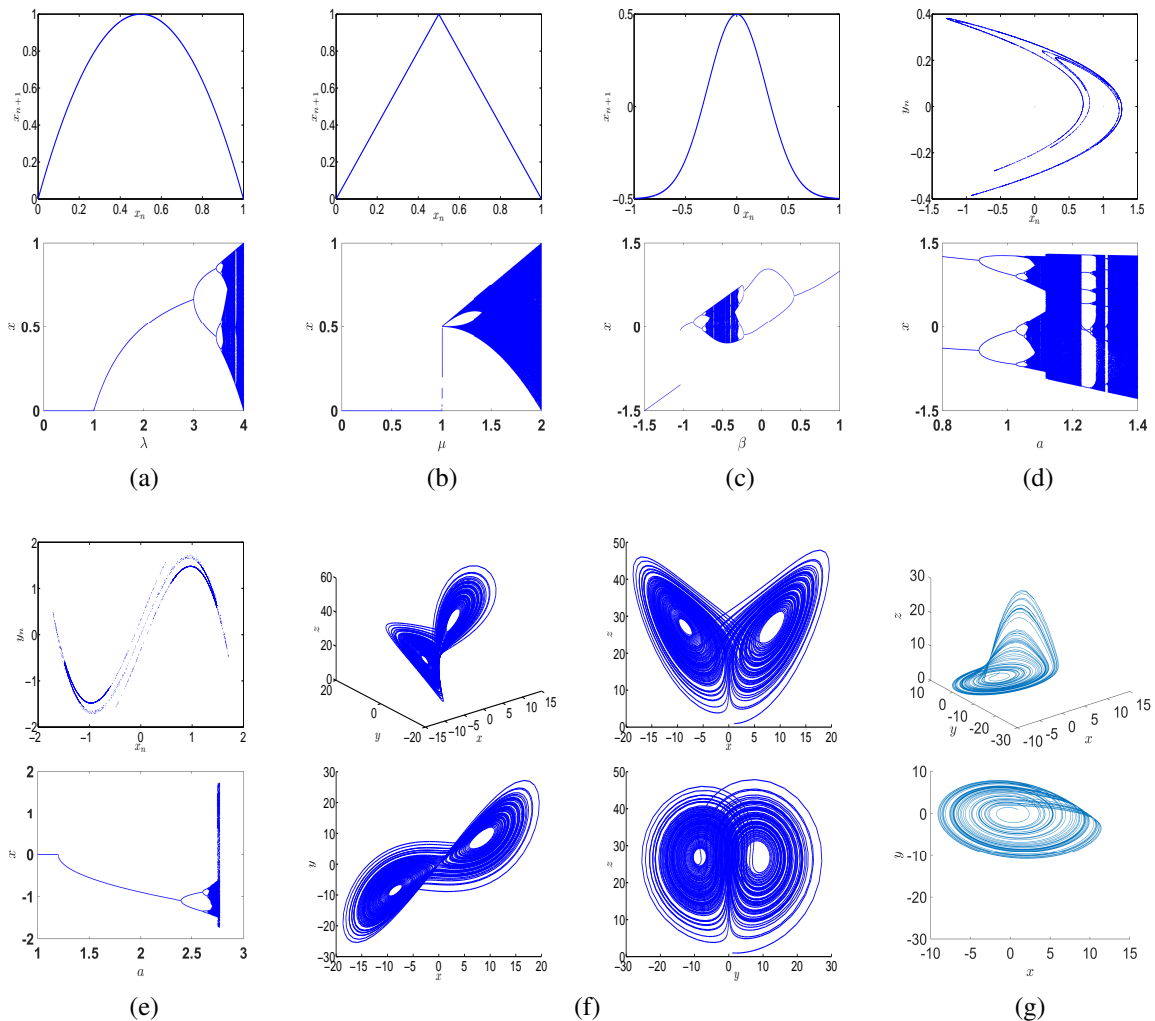 1
0.8
0.6
0.4
0.2
0
x_{n+1}
0 0.2 0.4 0.6 0.8 1
x_n
1
0.8
0.6
0.4
0.2
0
x_{n+1}
0 0.2 0.4 0.6 0.8 1
x_n
0.5
0
−0.5
x_{n+1}
−1 −0.5 0 0.5 1
x_n
0.4
0.2
0
−0.2
−0.4
y_n
−1.5 −1 −0.5 0 0.5 1 1.5
x_n
1
0.5
0
x
0 1 2 3 4
λ
1
0.5
0
x
0 1 2
μ
1.5
0
-1.5
x
-1.5 -1 -0.5 0 0.5 1
β
1.5
0
-1.5
x
0.8 1 1.2 1.4
a
(a) (b) (c) (d)
2
1
0
−1
−2
y_n
−2 −1 0 1 2
x_n
60
40
20
0
z
20
0
−20
y
−15 −10 −5 0 5 10 15
x
50
40
30
20
10
0
z
−20 −15 −10 −5 0 5 10 15 20
x
30
20
10
0
z
10
0
-10
-20
-30
y
-10 -5 0 5 10 15
x
2
1
0
-1
-2
x
1 1.5 2 2.5 3
a
30
20
10
0
−10
−20
−30
y
−20 −15 −10 −5 0 5 10 15 20
x
50
40
30
20
10
0
z
−30 −20 −10 0 10 20 30
y
10
0
-10
-20
-30
y
-10 -5 0 5 10 15
x
(e) (f) (g)